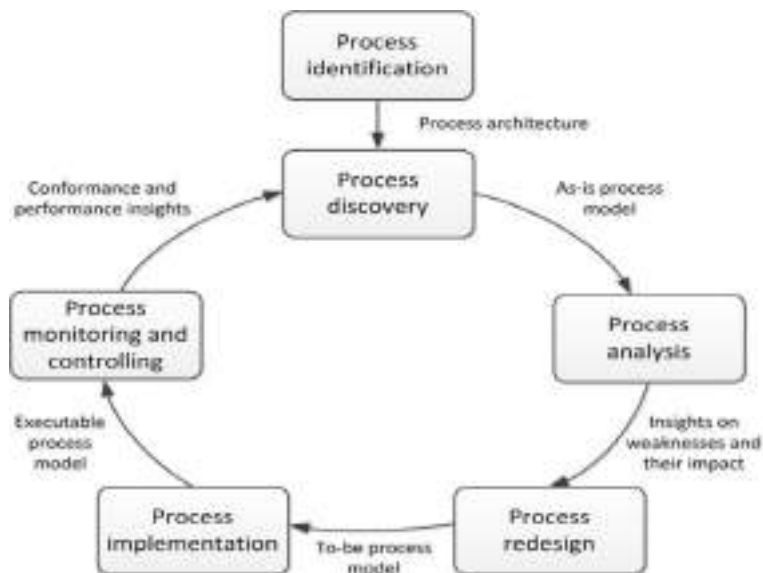 Process
identification
Process architecture
Process
discovery
Conformance and
performance insights
As-is process
model
Process
monitoring and
controlling
Process
analysis
Executable
process
model
Insights on
weaknesses and
their impact
Process
implementation
To-be process
model
Process
redesign